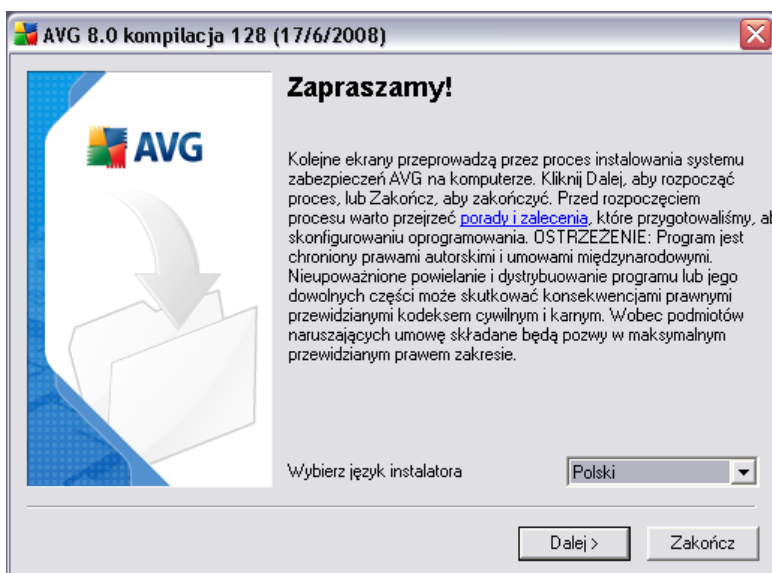 AVG 8.0 kompilacja 128 (17/6/2008)
AVG
Zapraszamy!
Kolejne ekrany przeprowadzą przez proces instalowania systemu
zabezpieczeń AVG na komputerze. Kliknij Dalej, aby rozpocząć
proces, lub Zakończ, aby zakończyć. Przed rozpoczęciem
procesu warto przejrzeć porady i zalecenia, które przygotowaliśmy, ab
skonfigurowaniu oprogramowania. OSTRZEŻENIE: Program jest
chroniony prawami autorskimi i umowami międzynarodowymi.
Nieupoważnione powielanie i dystrybuowanie programu lub jego
dowolnych części może skutkować konsekwencjami prawnymi
przewidzianymi kodeksem cywilnym i karnym. Wobec podmiotów
naruszających umowę składane będą pozwy w maksymalnym
przewidzianym prawem zakresie.
Wybierz język instalatora
Polski
Dalej >
Zakończ